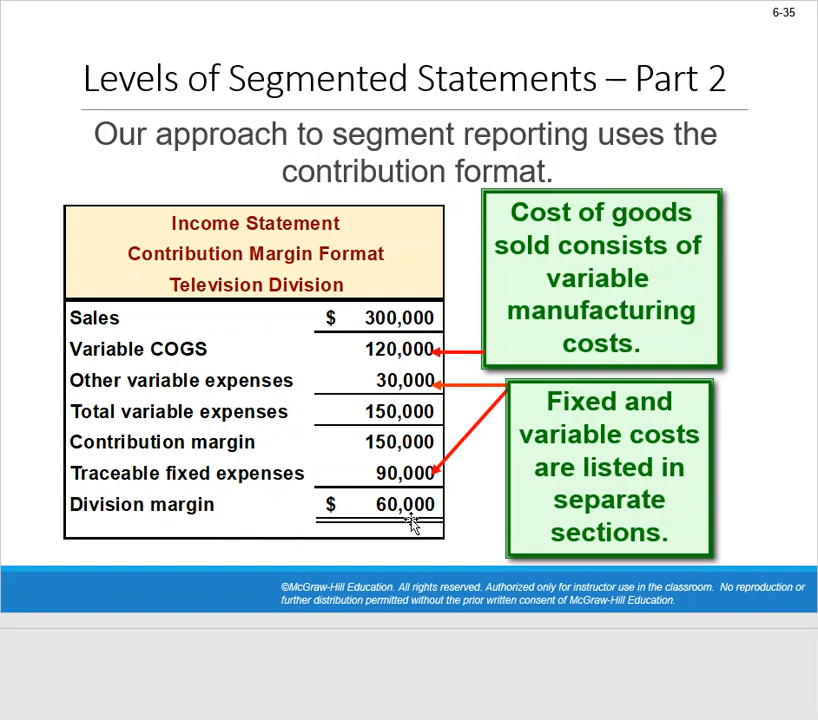 6-35
Levels of Segmented Statements – Part 2
Our approach to segment reporting uses the
contribution format.
Income Statement
Contribution Margin Format
Television Division
Sales $ 300,000
Variable COGS 120,000
Other variable expenses 30,000
Total variable expenses 150,000
Contribution margin 150,000
Traceable fixed expenses 90,000
Division margin $ 60,000
Cost of goods
sold consists of
variable
manufacturing
costs.
Fixed and
variable costs
are listed in
separate
sections.
©McGraw-Hill Education. All rights reserved. Authorized only for instructor use in the classroom. No reproduction or
further distribution permitted without the prior written consent of McGraw-Hill Education.